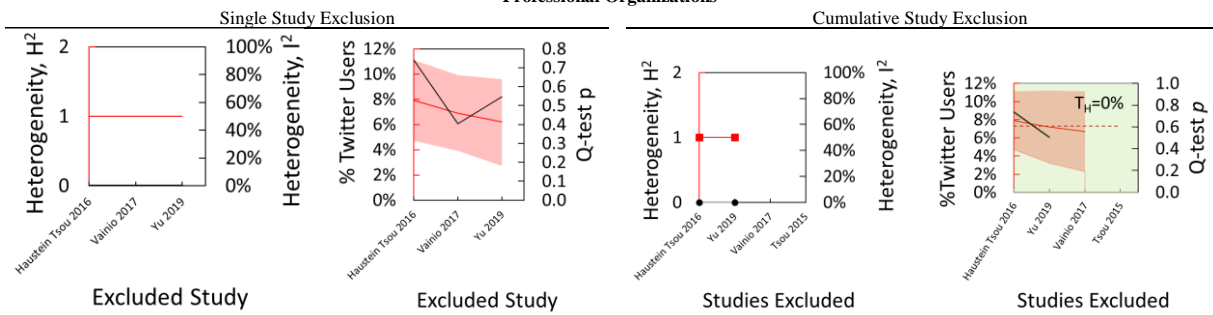 Professional Organizations
Single Study Exclusion
Cumulative Study Exclusion
Heterogeneity, H²
2
1
0
100%
80%
60%
40%
20%
0%
Heterogeneity, I²
Haustein Tsou 2016
Vainio 2017
Yu 2019
Excluded Study
% Twitter Users
12%
10%
8%
6%
4%
2%
0%
0.8
0.7
0.6
0.5
0.4
0.3
0.2
0.1
0.0
Q-test p
Haustein Tsou 2016
Vainio 2017
Yu 2019
Excluded Study
Heterogeneity, H²
2
1
0
100%
80%
60%
40%
20%
0%
Heterogeneity, I²
Haustein Tsou 2016
Yu 2019
Vainio 2017
Tsou 2015
Studies Excluded
%Twitter Users
12%
10%
8%
6%
4%
2%
0%
T_H=0%
1.0
0.8
0.6
0.4
0.2
0.0
Q-test p
Haustein Tsou 2016
Yu 2019
Vainio 2017
Tsou 2015
Studies Excluded